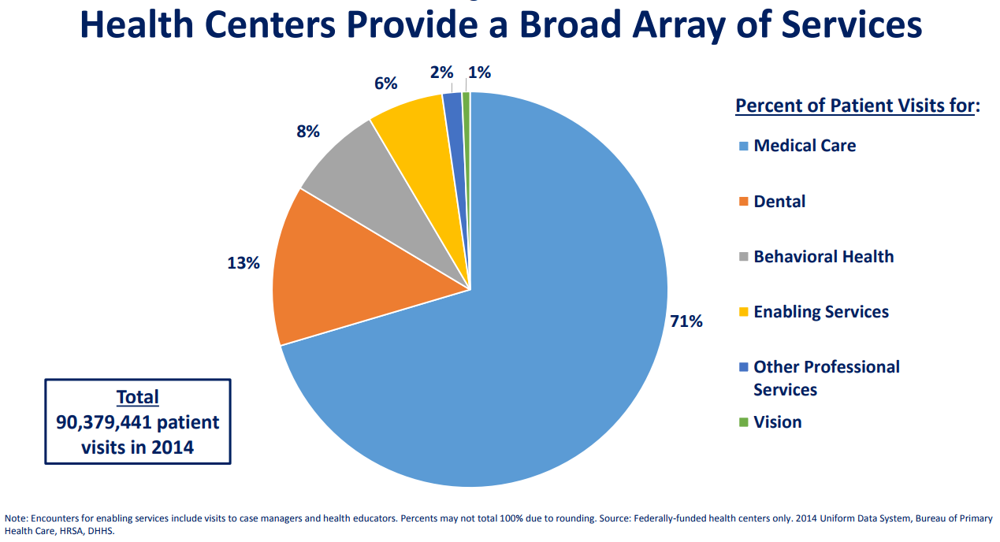 Health Centers Provide a Broad Array of Services
2% 1%
6%
8%
13%
71%
Percent of Patient Visits for:
Medical Care
Dental
Behavioral Health
Enabling Services
Other Professional
Services
Vision
Total
90,379,441 patient
visits in 2014
Note: Encounters for enabling services include visits to case managers and health educators. Percents may not total 100% due to rounding. Source: Federally-funded health centers only. 2014 Uniform Data System, Bureau of Primary
Health Care, HRSA, DHHS.